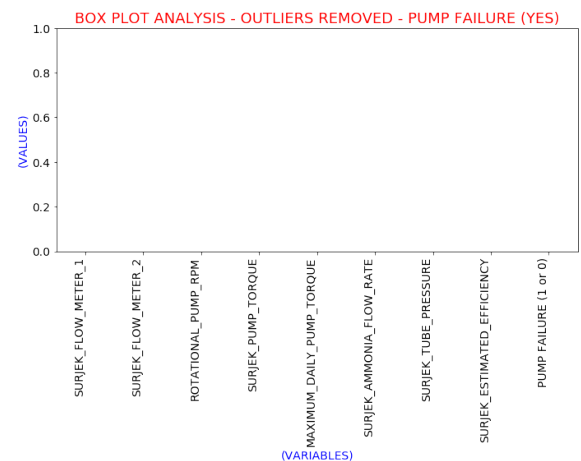 BOX PLOT ANALYSIS - OUTLIERS REMOVED - PUMP FAILURE (YES)
(VALUES)
1.0
0.8
0.6
0.4
0.2
0.0
SURJEK_FLOW_METER_1
SURJEK_FLOW_METER_2
ROTATIONAL_PUMP_RPM
SURJEK_PUMP_TORQUE
MAXIMUM_DAILY_PUMP_TORQUE
SURJEK_AMMONIA_FLOW_RATE
SURJEK_TUBE_PRESSURE
SURJEK_ESTIMATED_EFFICIENCY
PUMP FAILURE (1 or 0)
(VARIABLES)